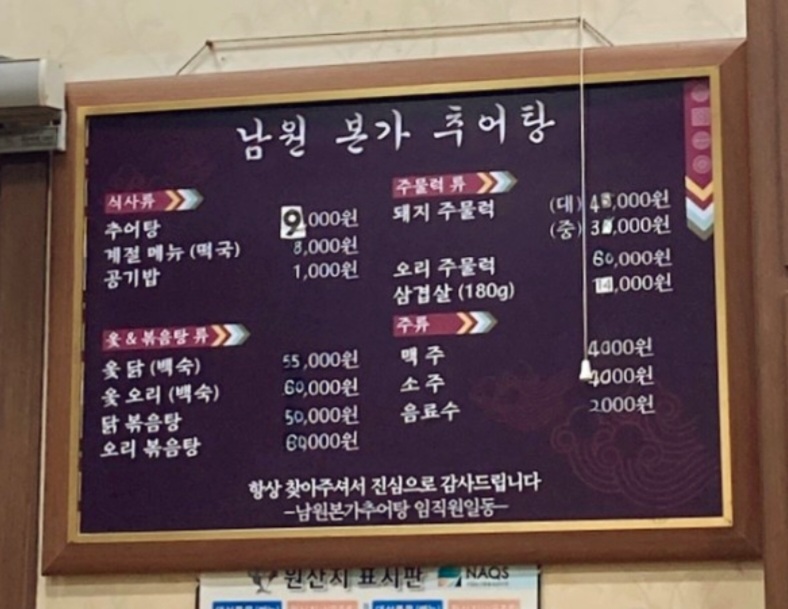 남원 본가 추어탕
식사류
추어탕 9,000원
계절 메뉴 (떡국) 8,000원
공기밥 1,000원
옻 & 볶음탕 류
옻 닭 (백숙) 55,000원
옻 오리 (백숙) 60,000원
닭 볶음탕 50,000원
오리 볶음탕 60,000원
주물럭 류
돼지 주물럭 (대)
(중)
오리 주물럭 60,000원
삼겹살 (180g) 14,000원
주류
맥 주 4000원
소 주 4000원
음료수 2000원
항상 찾아주셔서 진심으로 감사드립니다
-남원본가추어탕 임직원일동-
원산지 표시판 NAQS